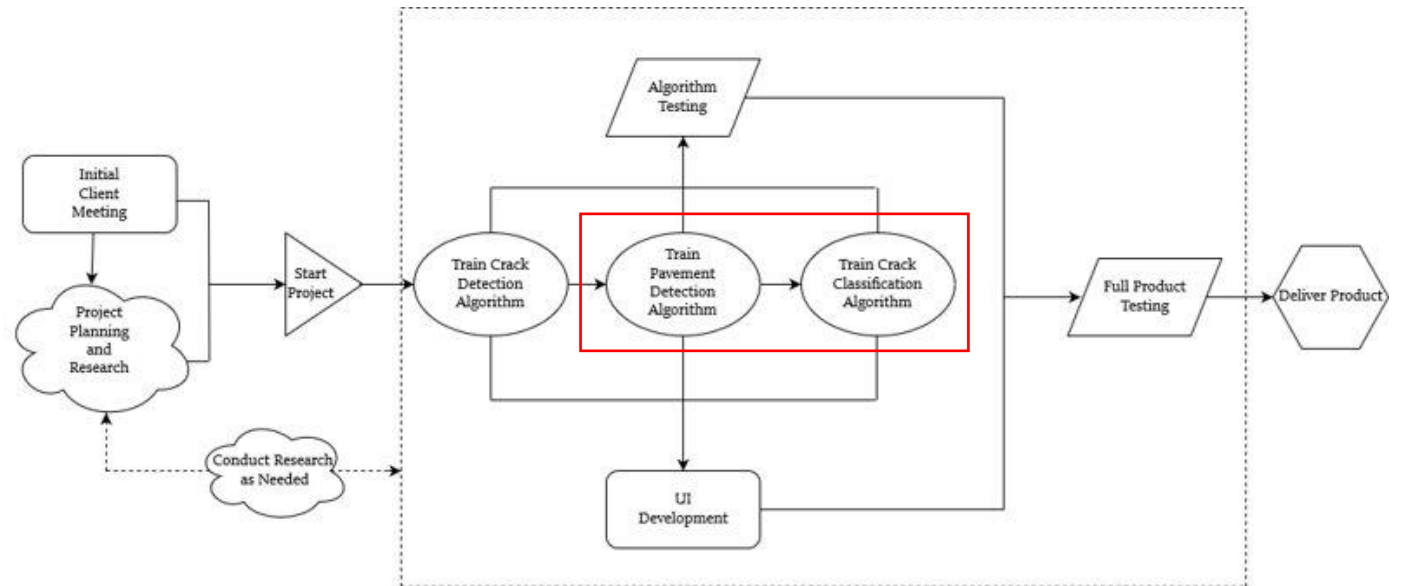 Initial
Client
Meeting
Project
Planning
and
Research
Conduct Research
as Needed
Start
Project
Train Crack
Detection
Algorithm
Train
Pavement
Detection
Algorithm
Train Crack
Classification
Algorithm
Algorithm
Testing
UI
Development
Full Product
Testing
Deliver Product